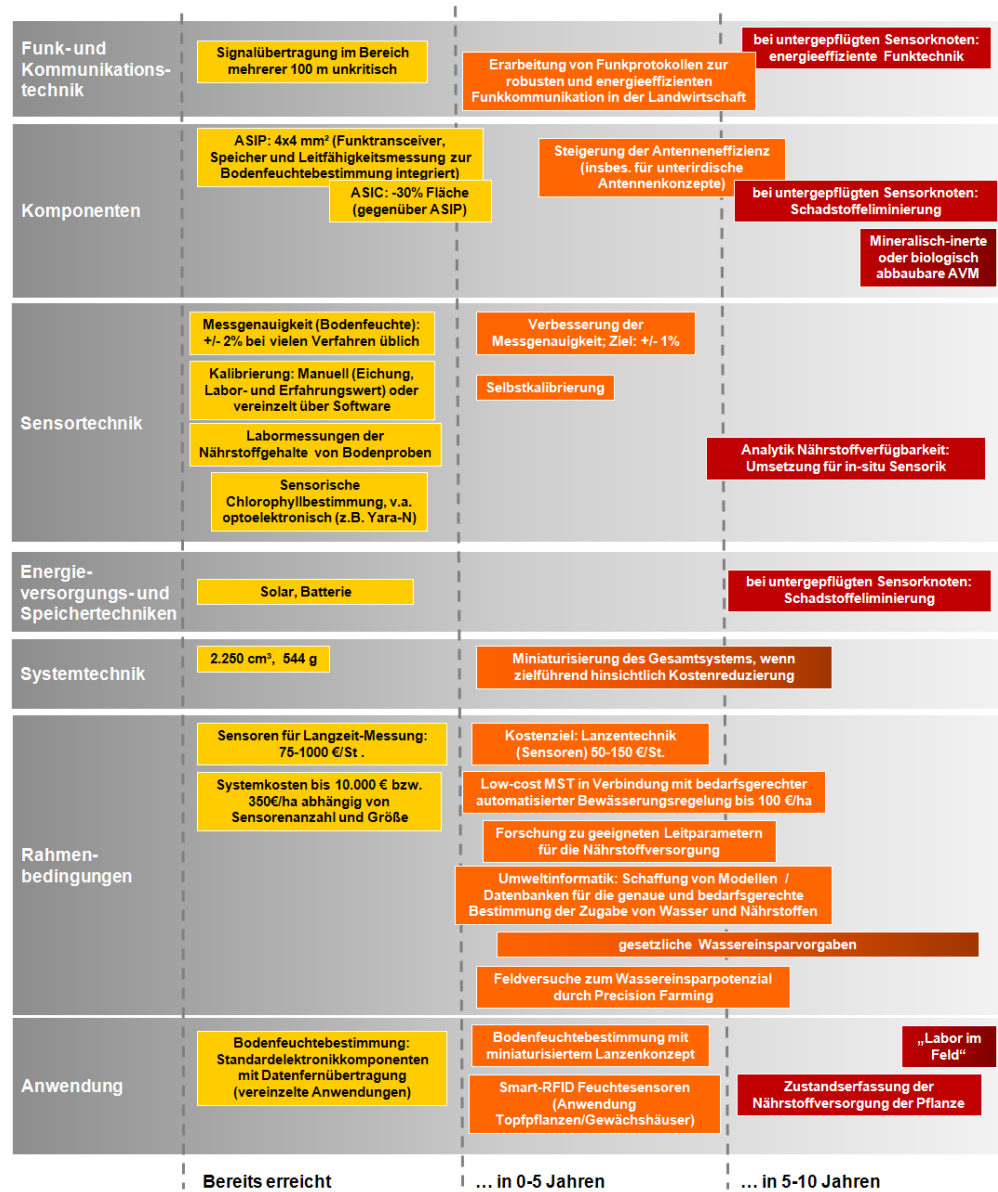 Funk- und
Kommunikations-
technik
Signalübertragung im Bereich
mehrerer 100 m unkritisch
Erarbeitung von Funkprotokollen zur
robusten und energieeffizienten
Funkkommunikation in der Landwirtschaft
bei untergepflügten Sensorknoten:
energieeffiziente Funktechnik
Komponenten
ASIP: 4x4 mm² (Funktransceiver,
Speicher und Leitfähigkeitsmessung zur
Bodenfeuchtebestimmung integriert)
ASIC: -30% Fläche
(gegenüber ASIP)
Steigerung der Antenneneffizienz
(insbes. für unterirdische
Antennenkonzepte)
bei untergepflügten Sensorknoten:
Schadstoffeliminierung
Mineralisch-inerte
oder biologisch
abbaubare AVM
Sensortechnik
Messgenauigkeit (Bodenfeuchte):
+/- 2% bei vielen Verfahren üblich
Kalibrierung: Manuell (Eichung,
Labor- und Erfahrungswert) oder
vereinzelt über Software
Labormessungen der
Nährstoffgehalte von Bodenproben
Sensorische
Chlorophyllbestimmung, v.a.
optoelektronisch (z.B. Yara-N)
Verbesserung der
Messgenauigkeit; Ziel: +/- 1%
Selbstkalibrierung
Analytik Nährstoffverfügbarkeit:
Umsetzung für in-situ Sensorik
Energie-
versorgungs- und
Speichertechniken
Solar, Batterie
bei untergepflügten Sensorknoten:
Schadstoffeliminierung
Systemtechnik
2.250 cm³, 544 g
Miniaturisierung des Gesamtsystems, wenn
zielführend hinsichtlich Kostenreduzierung
Rahmen-
bedingungen
Sensoren für Langzeit-Messung:
75-1000 €/St .
Systemkosten bis 10.000 € bzw.
350€/ha abhängig von
Sensorenanzahl und Größe
Kostenziel: Lanzentechnik
(Sensoren) 50-150 €/St.
Low-cost MST in Verbindung mit bedarfsgerechter
automatisierter Bewässerungsregelung bis 100 €/ha
Forschung zu geeigneten Leitparametern
für die Nährstoffversorgung
Umweltinformatik: Schaffung von Modellen /
Datenbanken für die genaue und bedarfsgerechte
Bestimmung der Zugabe von Wasser und Nährstoffen
gesetzliche Wassereinsparvorgaben
Feldversuche zum Wassereinsparpotenzial
durch Precision Farming
Anwendung
Bodenfeuchtebestimmung:
Standardelektronikkomponenten
mit Datenfernübertragung
(vereinzelte Anwendungen)
Bodenfeuchtebestimmung mit
miniaturisiertem Lanzenkonzept
Smart-RFID Feuchtesensoren
(Anwendung
Topfpflanzen/Gewächshäuser)
„Labor im
Feld“
Zustandserfassung der
Nährstoffversorgung der Pflanze
Bereits erreicht
… in 0-5 Jahren
… in 5-10 Jahren